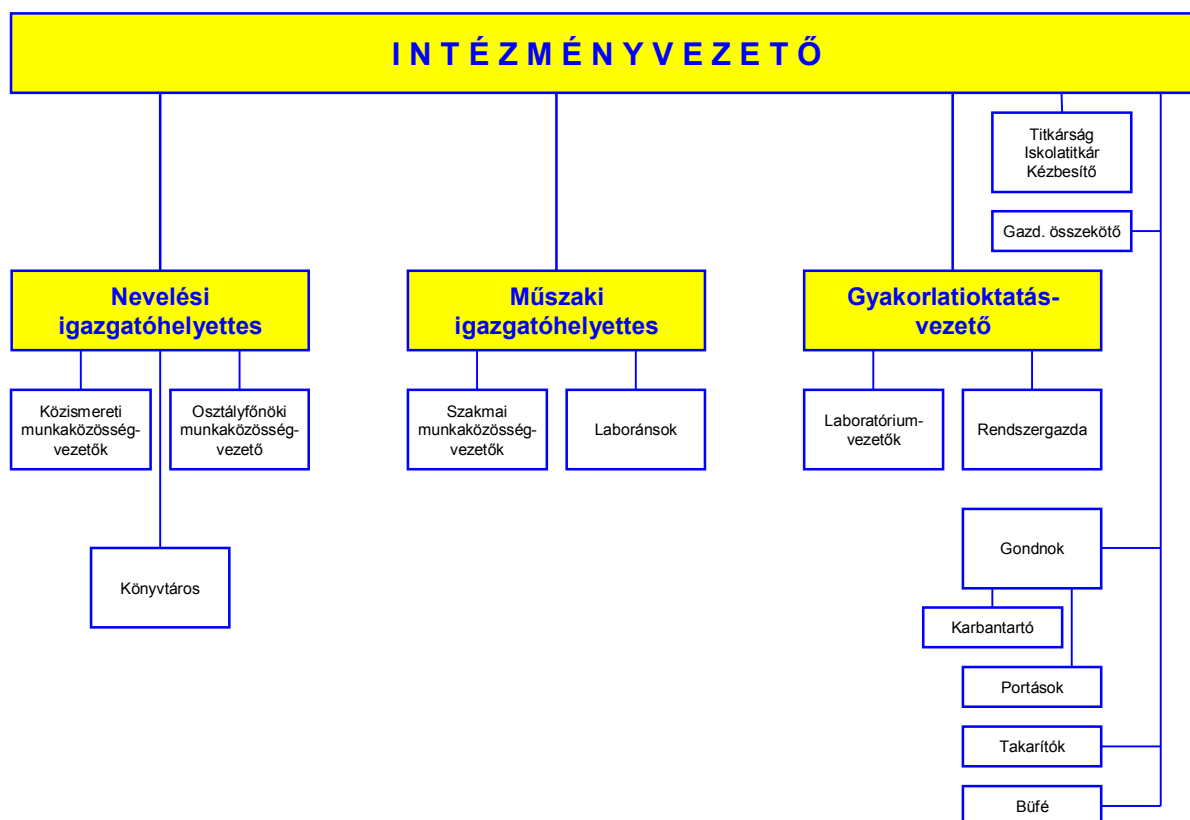 INTÉZMÉNYVEZETŐ
Titkárság
Iskolatitkár
Kézbesítő
Gazd. összekötő
Nevelési
igazgatóhelyettes
Műszaki
igazgatóhelyettes
Gyakorlatioktatás-
vezető
Közismereti
munkaközösség-
vezetők
Osztályfőnöki
munkaközösség-
vezető
Szakmai
munkaközösség-
vezetők
Laboránsok
Laboratórium-
vezetők
Rendszergazda
Könyvtáros
Gondnok
Karbantartó
Portások
Takarítók
Büfé